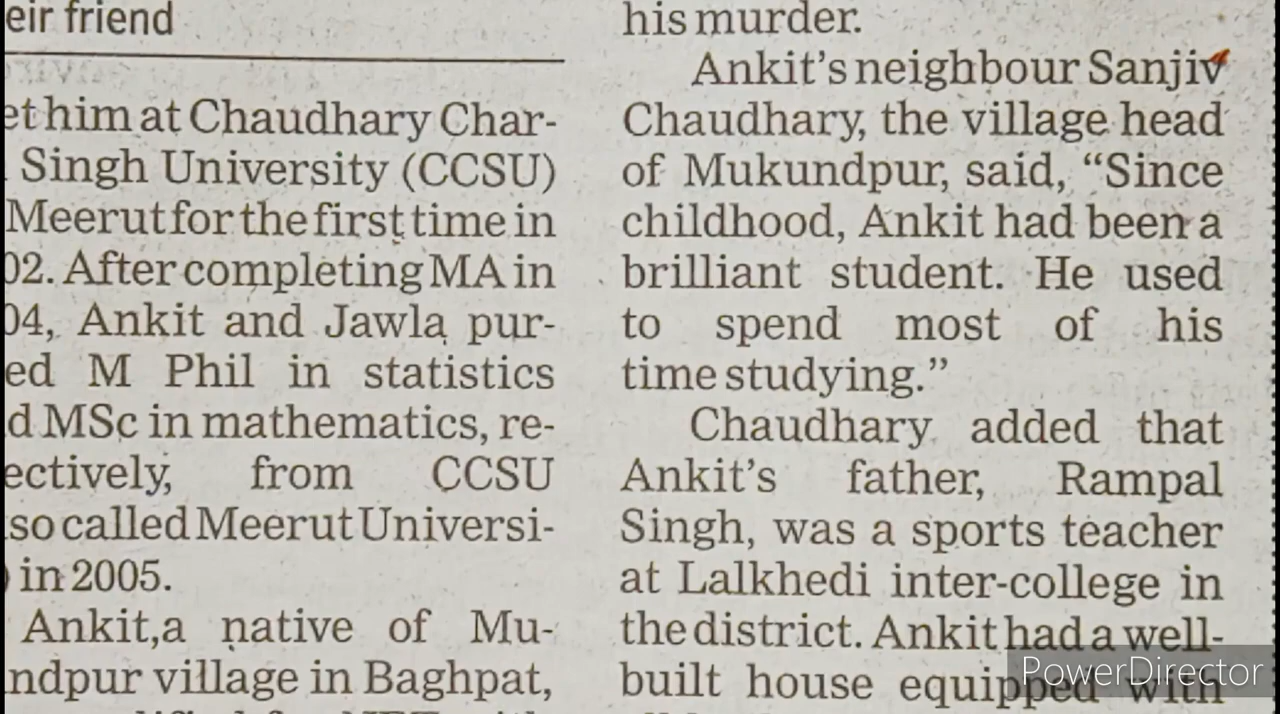 eir friend
et him at Chaudhary Char-
Singh University (CCSU)
Meerut for the first time in
02. After completing MA in
04, Ankit and Jawla pur-
ed M Phil in statistics
d MSc in mathematics, re-
ectively, from CCSU
so called Meerut Universi-
) in 2005.
Ankit,a native of Mu-
ndpur village in Baghpat,
his murder.
Ankit's neighbour Sanjiv
Chaudhary, the village head
of Mukundpur, said, “Since
childhood, Ankit had been a
brilliant student. He used
to spend most of his
time studying.”
Chaudhary added that
Ankit's father, Rampal
Singh, was a sports teacher
at Lalkhedi inter-college in
the district. Ankit had a well-
built house equipped with
PowerDirector